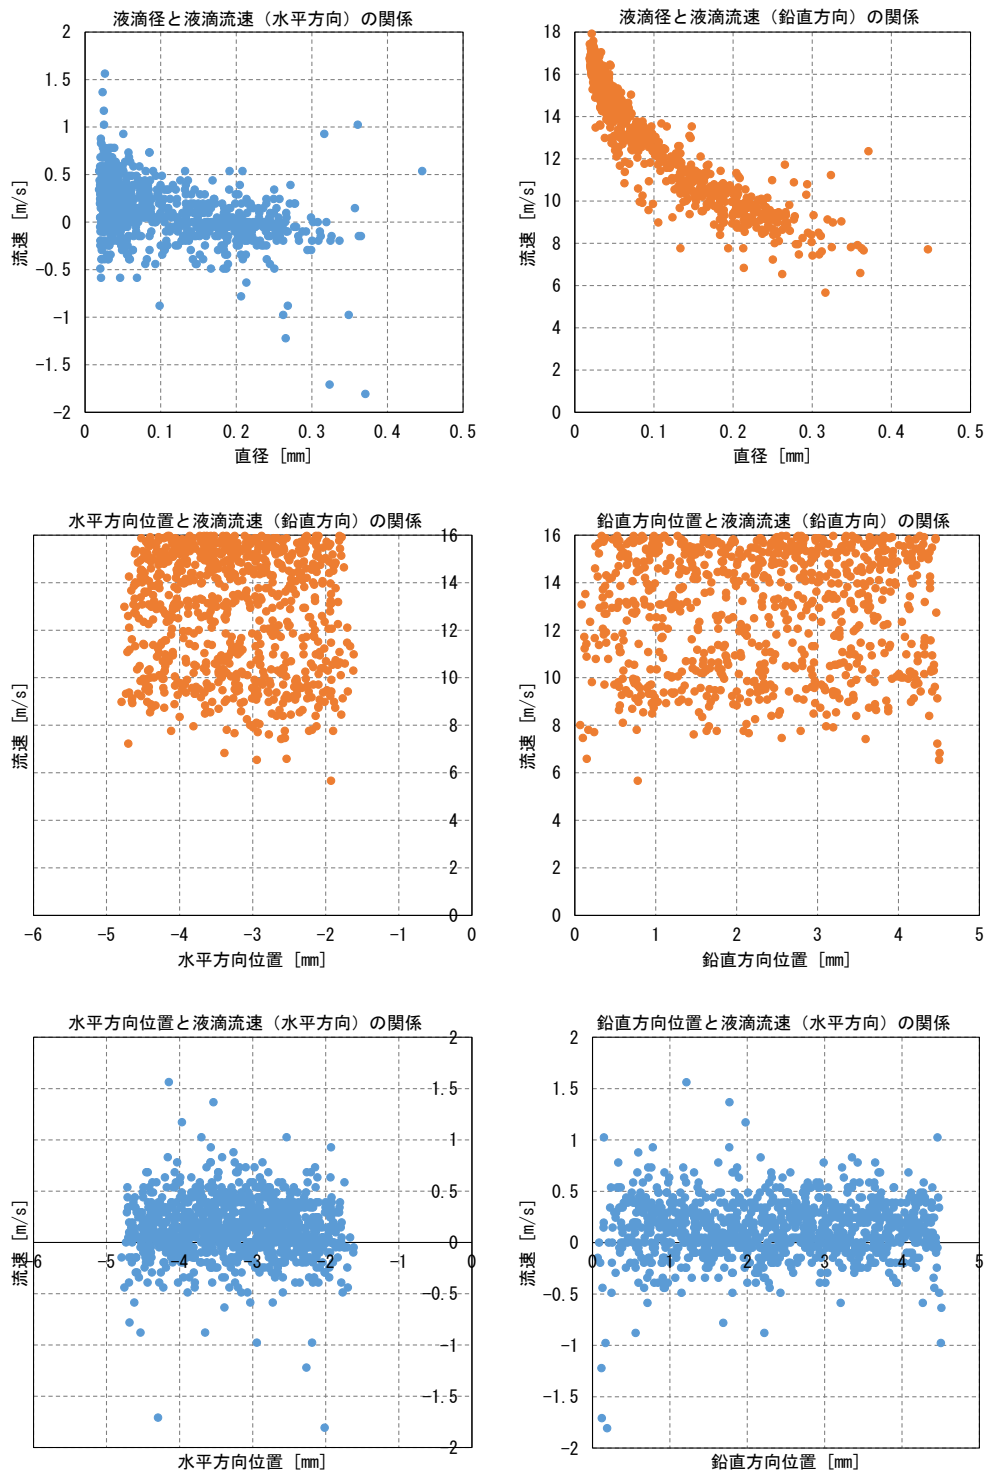 液滴径と液滴流速（水平方向）の関係
2
1.5
1
0.5
0
-0.5
-1
-1.5
-2
流速 [m/s]
0 0.1 0.2 0.3 0.4 0.5
直径 [mm]
液滴径と液滴流速（鉛直方向）の関係
18
16
14
12
10
8
6
4
2
0
流速 [m/s]
0 0.1 0.2 0.3 0.4 0.5
直径 [mm]
水平方向位置と液滴流速（鉛直方向）の関係
16
14
12
10
8
6
4
2
0
流速 [m/s]
-6 -5 -4 -3 -2 -1 0
水平方向位置 [mm]
鉛直方向位置と液滴流速（鉛直方向）の関係
16
14
12
10
8
6
4
2
0
流速 [m/s]
0 1 2 3 4 5
鉛直方向位置 [mm]
水平方向位置と液滴流速（水平方向）の関係
2
1.5
1
0.5
0
-0.5
-1
-1.5
-2
流速 [m/s]
-6 -5 -4 -3 -2 -1 0
水平方向位置 [mm]
鉛直方向位置と液滴流速（水平方向）の関係
2
1.5
1
0.5
0
-0.5
-1
-1.5
-2
流速 [m/s]
0 1 2 3 4 5
鉛直方向位置 [mm]